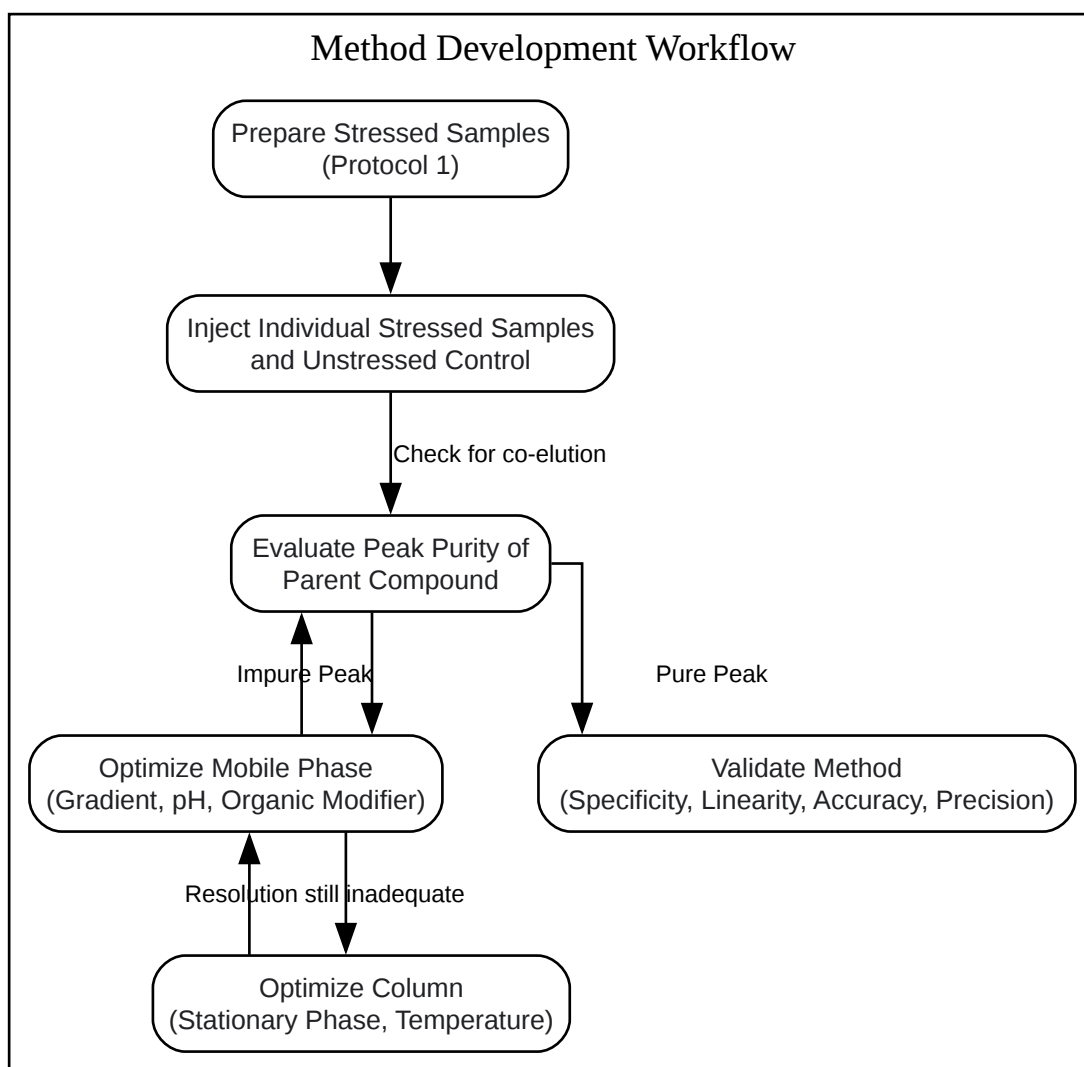 Method Development Workflow
Prepare Stressed Samples
(Protocol 1)
Inject Individual Stressed Samples
and Unstressed Control
Check for co-elution
Evaluate Peak Purity of
Parent Compound
Impure Peak
Pure Peak
Optimize Mobile Phase
(Gradient, pH, Organic Modifier)
Validate Method
(Specificity, Linearity, Accuracy, Precision)
Resolution still inadequate
Optimize Column
(Stationary Phase, Temperature)